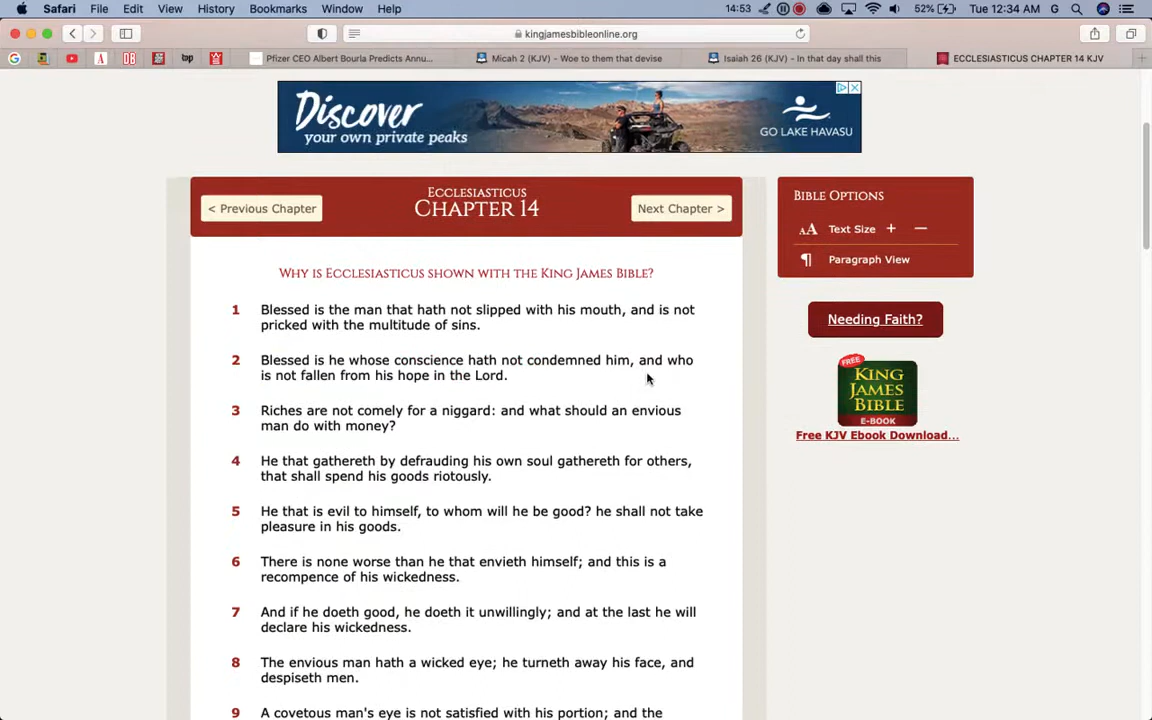 Safari File Edit View History Bookmarks Window Help 14:53 52% Tue 12:34 AM G
kingjamesbibleonline.org
Pfizer CEO Albert Bourla Predicts Annu... Micah 2 (KJV) - Woe to them that devise Isaiah 26 (KJV) - In that day shall this ECCLESIASTICUS CHAPTER 14 KJV
Discover
your own private peaks
GO LAKE HAVASU
ECCLESIASTICUS
< Previous Chapter CHAPTER 14 Next Chapter >
WHY IS ECCLESIASTICUS SHOWN WITH THE KING JAMES BIBLE?
1 Blessed is the man that hath not slipped with his mouth, and is not
pricked with the multitude of sins.
2 Blessed is he whose conscience hath not condemned him, and who
is not fallen from his hope in the Lord.
3 Riches are not comely for a niggard: and what should an envious
man do with money?
4 He that gathereth by defrauding his own soul gathereth for others,
that shall spend his goods riotously.
5 He that is evil to himself, to whom will he be good? he shall not take
pleasure in his goods.
6 There is none worse than he that envieth himself; and this is a
recompence of his wickedness.
7 And if he doeth good, he doeth it unwillingly; and at the last he will
declare his wickedness.
8 The envious man hath a wicked eye; he turneth away his face, and
despiseth men.
9 A covetous man's eye is not satisfied with his portion; and the
BIBLE OPTIONS
AA Text Size + −
¶ Paragraph View
Needing Faith?
FREE
KING
JAMES
BIBLE
E-BOOK
Free KJV Ebook Download...